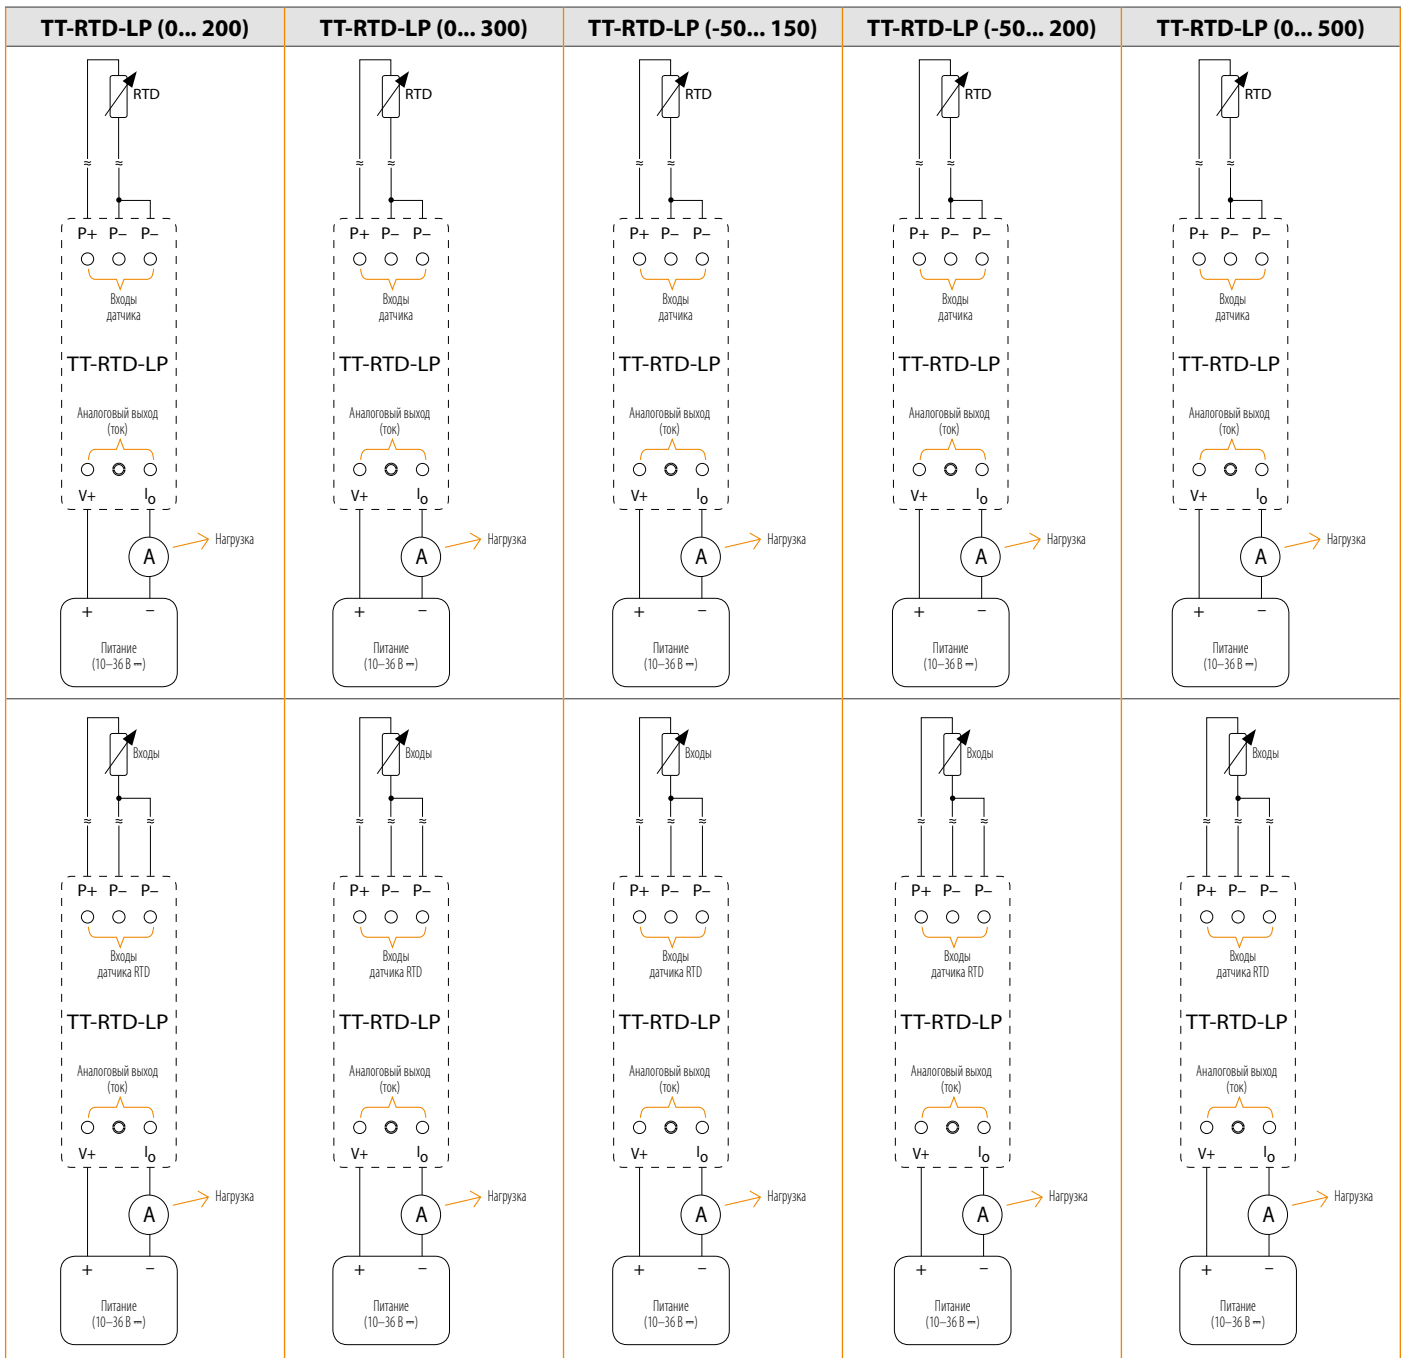 TT-RTD-LP (0... 200) TT-RTD-LP (0... 300) TT-RTD-LP (-50... 150) TT-RTD-LP (-50... 200) TT-RTD-LP (0... 500)
RTD RTD RTD RTD RTD
≈ ≈ ≈ ≈ ≈ ≈ ≈ ≈ ≈ ≈
P+ P– P– P+ P– P– P+ P– P– P+ P– P– P+ P– P–
Входы Входы Входы Входы Входы
датчика датчика датчика датчика датчика
TT-RTD-LP TT-RTD-LP TT-RTD-LP TT-RTD-LP TT-RTD-LP
Аналоговый выход Аналоговый выход Аналоговый выход Аналоговый выход Аналоговый выход
(ток) (ток) (ток) (ток) (ток)
V+ Io V+ Io V+ Io V+ Io V+ Io
Нагрузка Нагрузка Нагрузка Нагрузка Нагрузка
A A A A A
+ – + – + – + – + –
Питание Питание Питание Питание Питание
(10–36 В ⎓) (10–36 В ⎓) (10–36 В ⎓) (10–36 В ⎓) (10–36 В ⎓)
Входы Входы Входы Входы Входы
≈ ≈ ≈ ≈ ≈ ≈ ≈ ≈ ≈ ≈ ≈ ≈ ≈ ≈ ≈
P+ P– P– P+ P– P– P+ P– P– P+ P– P– P+ P– P–
Входы Входы Входы Входы Входы
датчика RTD датчика RTD датчика RTD датчика RTD датчика RTD
TT-RTD-LP TT-RTD-LP TT-RTD-LP TT-RTD-LP TT-RTD-LP
Аналоговый выход Аналоговый выход Аналоговый выход Аналоговый выход Аналоговый выход
(ток) (ток) (ток) (ток) (ток)
V+ Io V+ Io V+ Io V+ Io V+ Io
Нагрузка Нагрузка Нагрузка Нагрузка Нагрузка
A A A A A
+ – + – + – + – + –
Питание Питание Питание Питание Питание
(10–36 В ⎓) (10–36 В ⎓) (10–36 В ⎓) (10–36 В ⎓) (10–36 В ⎓)